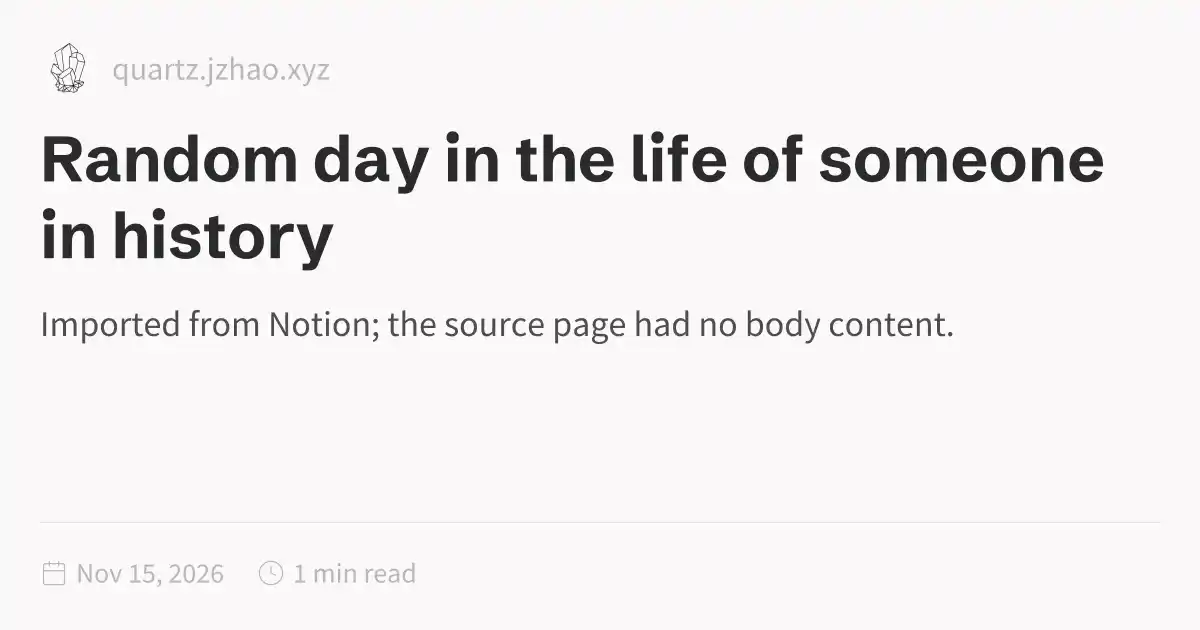 quartz.jzhao.xyz
Random day in the life of someone
in history
Imported from Notion; the source page had no body content.
Nov 15, 2026 1 min read